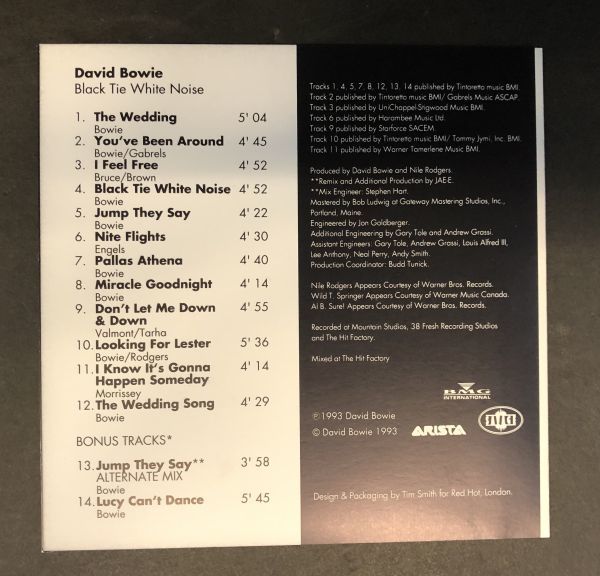 David Bowie
Black Tie White Noise
1. The Wedding 5' 04
Bowie
2. You've Been Around 4' 45
Bowie/Gabrels
3. I Feel Free 4' 52
Bruce/Brown
4. Black Tie White Noise 4' 52
Bowie
5. Jump They Say 4' 22
Bowie
6. Nite Flights 4' 30
Engels
7. Pallas Athena 4' 40
Bowie
8. Miracle Goodnight 4' 14
Bowie
9. Don't Let Me Down 4' 55
& Down
Valmont/Tarha
10. Looking For Lester 5' 36
Bowie/Rodgers
11. I Know It's Gonna 4' 14
Happen Someday
Morrissey
12. The Wedding Song 4' 29
Bowie
BONUS TRACKS*
13. Jump They Say** 3' 58
ALTERNATE MIX
Bowie
14. Lucy Can't Dance 5' 45
Bowie
Tracks 1, 4, 5, 7, 8, 12, 13, 14 published by Tintoretto music BMI.
Track 2 published by Tintoretto music BMI/ Gabrels Music ASCAP.
Track 3 published by UniChappel-Stigwood Music BMI.
Track 6 published by Harambee Music Ltd.
Track 9 published by Starforce SACEM.
Track 10 published by Tintoretto music BMI/ Tommy Jymi, Inc. BMI.
Track 11 published by Warner Tamerlene Music BMI.
Produced by David Bowie and Nile Rodgers.
**Remix and Additional Production by JAE-E.
**Mix Engineer: Stephen Hart.
Mastered by Bob Ludwig at Gateway Mastering Studios, Inc.,
Portland, Maine.
Engineered by Jon Goldberger.
Additional Engineering by Gary Tole and Andrew Grassi.
Assistant Engineers: Gary Tole, Andrew Grassi, Louis Alfred III,
Lee Anthony, Neal Perry, Andy Smith.
Production Coordinator: Budd Tunick.
Nile Rodgers Appears Courtesy of Warner Bros. Records.
Wild T. Springer Appears Courtesy of Warner Music Canada.
Al B. Sure! Appears Courtesy of Warner Bros. Records.
Recorded at Mountain Studios, 38 Fresh Recording Studios
and The Hit Factory.
Mixed at The Hit Factory
BMG
INTERNATIONAL
℗ 1993 David Bowie
© David Bowie 1993
ARISTA
Design & Packaging by Tim Smith for Red Hot, London.